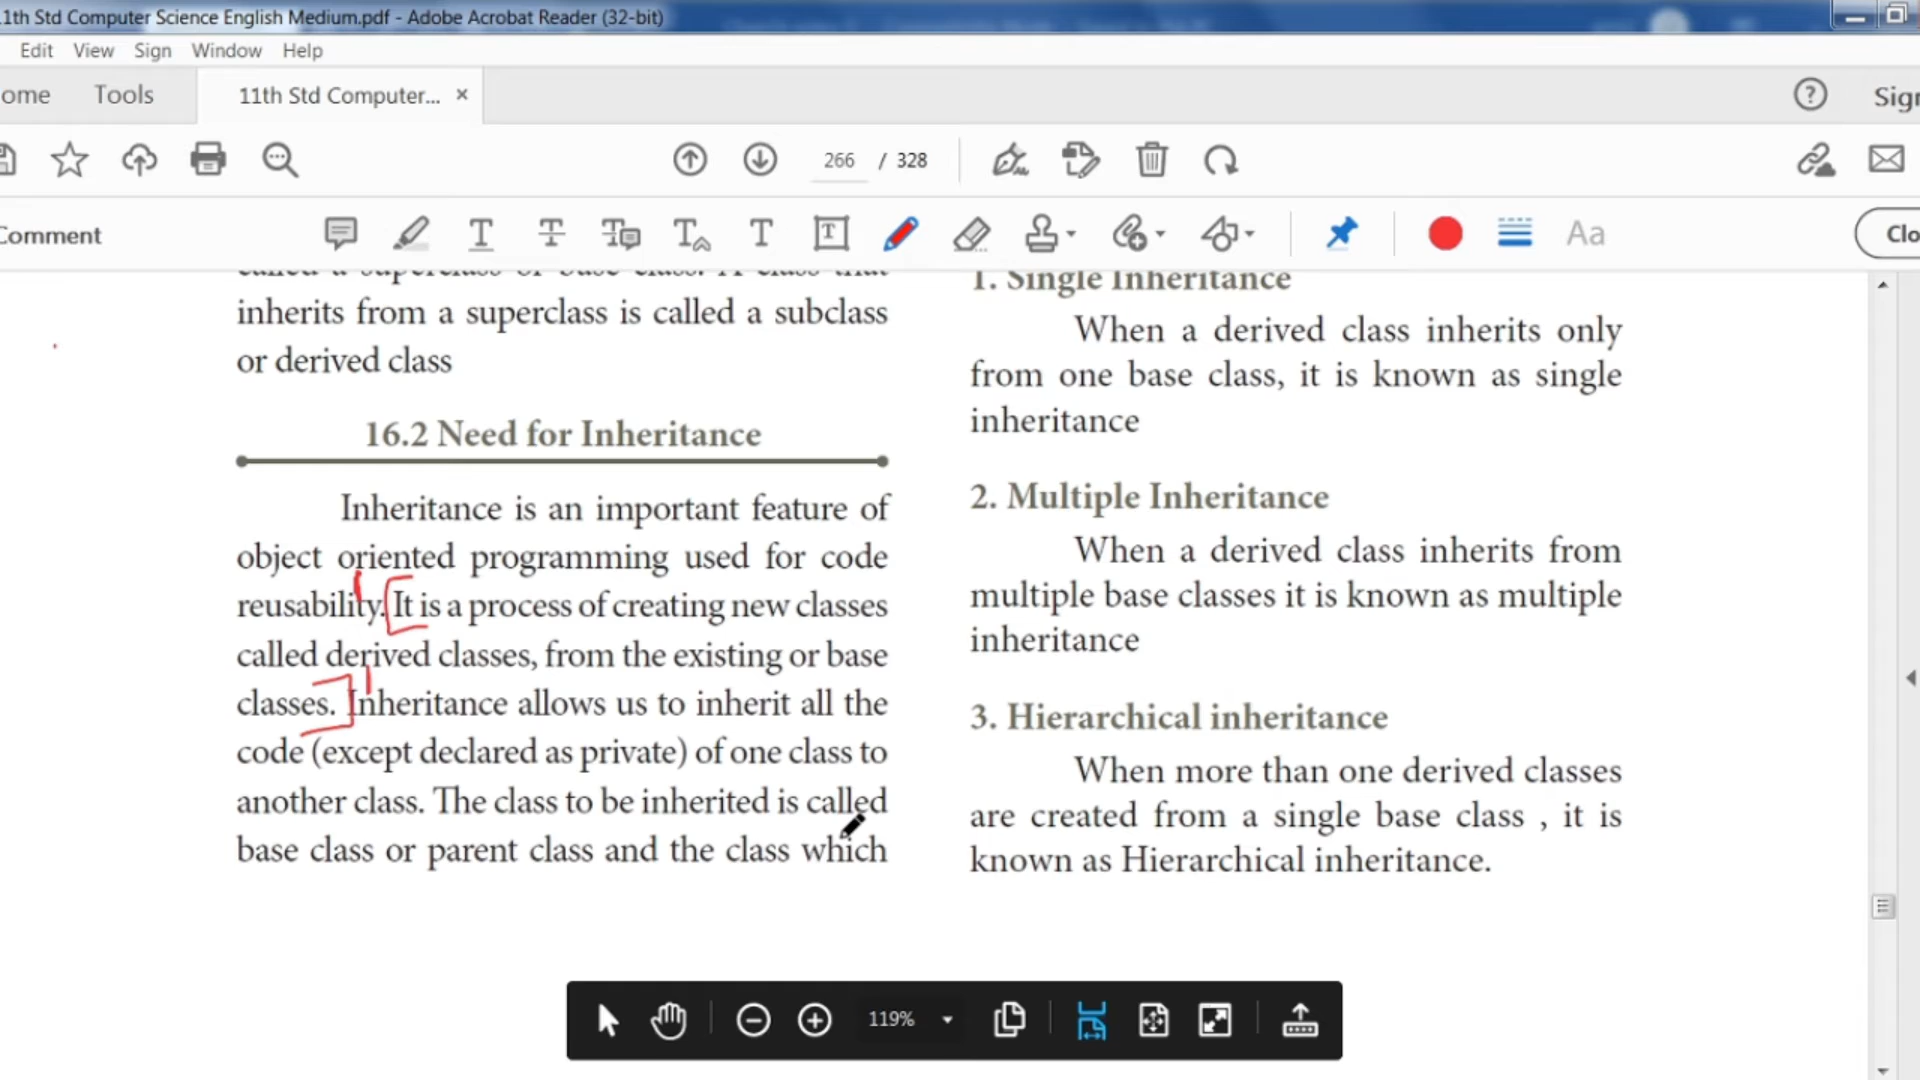 1th Std Computer Science English Medium.pdf - Adobe Acrobat Reader (32-bit)
Edit View Sign Window Help
ome Tools 11th Std Computer... × Sign
266 / 328
Comment Aa Clo
called a superclass or base class. A class that
inherits from a superclass is called a subclass
or derived class
16.2 Need for Inheritance
Inheritance is an important feature of
object oriented programming used for code
reusability. It is a process of creating new classes
called derived classes, from the existing or base
classes. Inheritance allows us to inherit all the
code (except declared as private) of one class to
another class. The class to be inherited is called
base class or parent class and the class which
1. Single Inheritance
When a derived class inherits only
from one base class, it is known as single
inheritance
2. Multiple Inheritance
When a derived class inherits from
multiple base classes it is known as multiple
inheritance
3. Hierarchical inheritance
When more than one derived classes
are created from a single base class , it is
known as Hierarchical inheritance.
119%